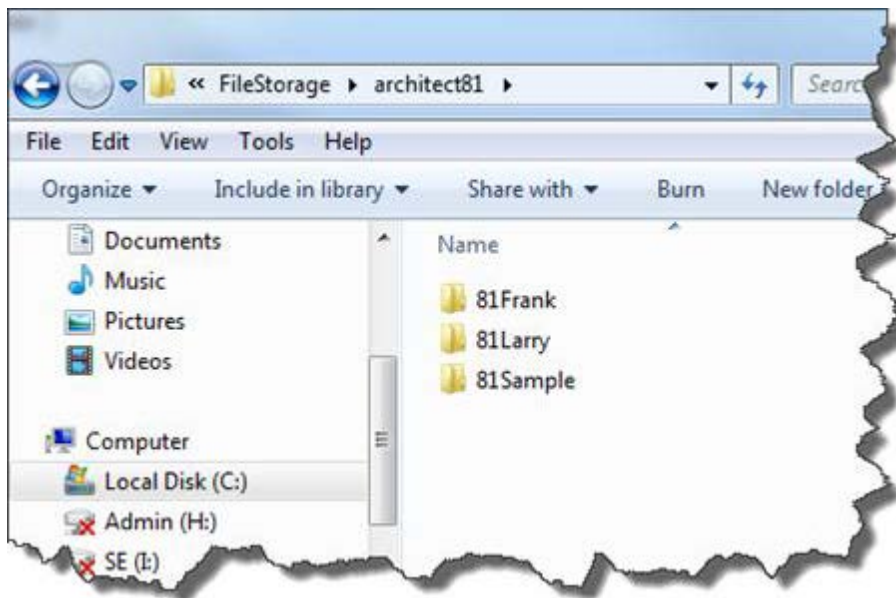 « FileStorage architect81
File Edit View Tools Help
Organize Include in library Share with Burn New folder
Documents
Music
Pictures
Videos
Computer
Local Disk (C:)
Admin (H:)
SE (I:)
Name
81Frank
81Larry
81Sample